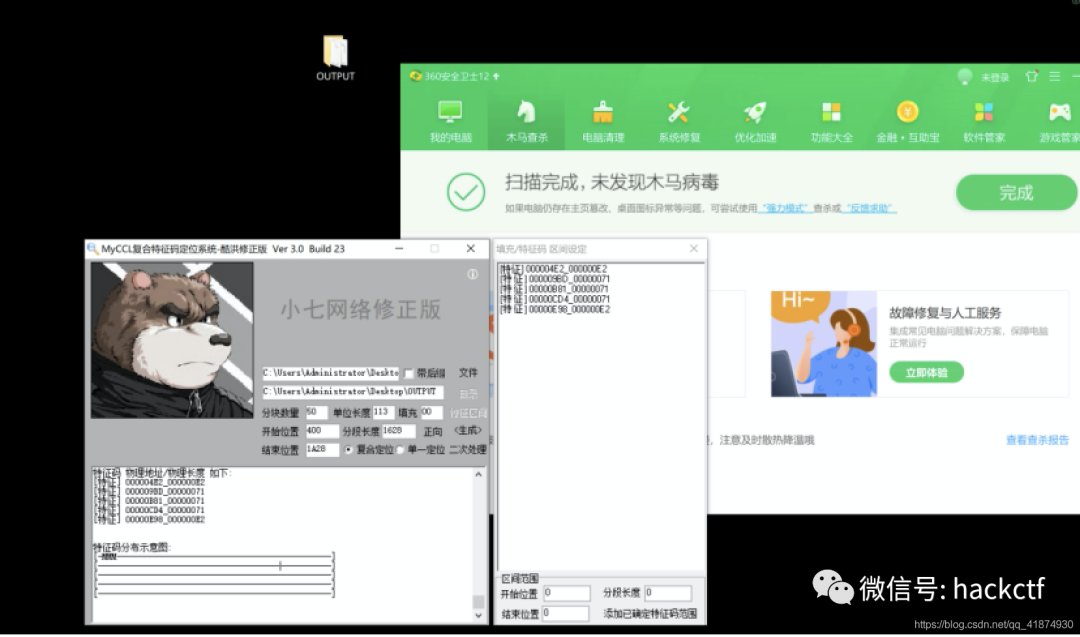 OUTPUT
360安全卫士12
未登录
我的电脑
木马查杀
电脑清理
系统修复
优化加速
功能大全
金融·互助宝
软件管家
游戏管家
扫描完成，未发现木马病毒
如果电脑仍存在主页篡改、桌面图标异常等问题，可尝试使用“强力模式”查杀或“反馈求助”
完成
MyCCL复合特征码定位系统-酷洪修正版 Ver 3.0 Build 23
小七网络修正版
C:\Users\Administrator\Deskto
带后缀
文件
C:\Users\Administrator\Desktop\OUTPUT
目录
分块数量 50 单位长度 113 填充 00
特征区间
开始位置 400 分段长度 1628 正向 <生成>
结束位置 1A28 复合定位 单一定位 二次处理
特征码 物理地址/物理长度 如下:
[特征] 000004E2_000000E2
[特征] 000009BD_00000071
[特征] 00000B81_00000071
[特征] 00000CD4_00000071
[特征] 00000E98_000000E2
特征码分布示意图:
填充/特征码 区间设定
[特征] 000004E2_000000E2
[特征] 000009BD_00000071
[特征] 00000B81_00000071
[特征] 00000CD4_00000071
[特征] 00000E98_000000E2
区间范围
开始位置 0 分段长度 0
结束位置 0 添加已确定特征码范围
Hi~
故障修复与人工服务
集成常见电脑问题解决方案，保障电脑
正常运行
立即体验
，注意及时散热降温哦
查看查杀报告
微信号: hackctf
https://blog.csdn.net/qq_41874930